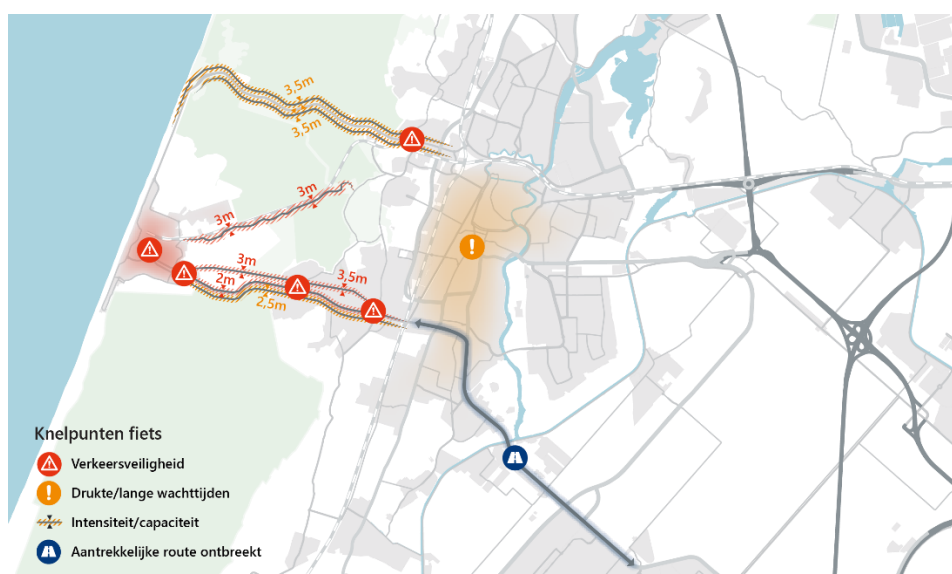 3,5m
3,5m
3m
3m
3m
3,5m
2m
2,5m
Knelpunten fiets
Verkeersveiligheid
Drukte/lange wachttijden
Intensiteit/capaciteit
Aantrekkelijke route ontbreekt